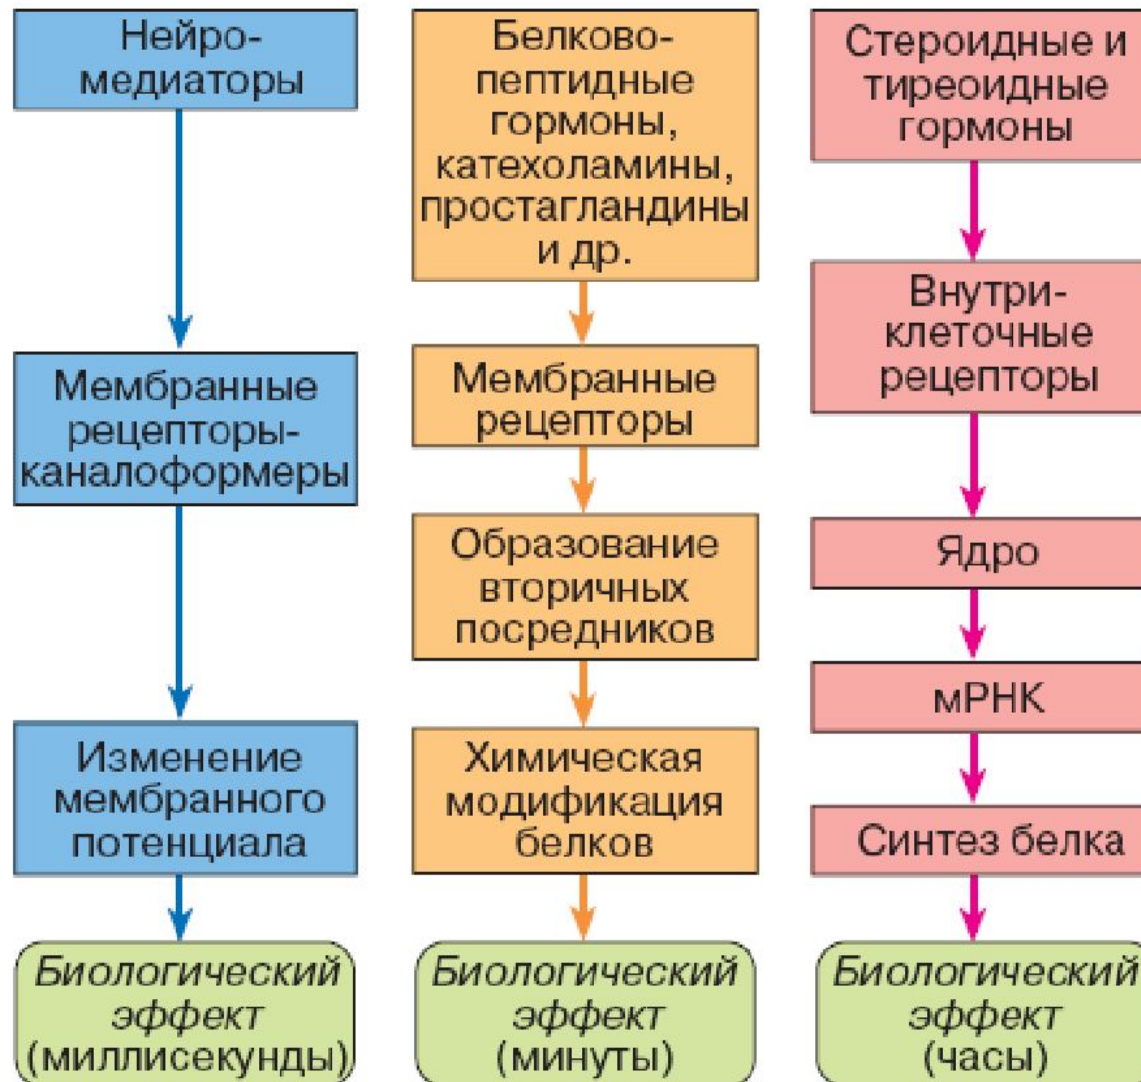 Нейро-
медиаторы
Мембранные
рецепторы-
каналоформеры
Изменение
мембранного
потенциала
Биологический
эффект
(миллисекунды)
Белково-
пептидные
гормоны,
катехоламины,
простагландины
и др.
Мембранные
рецепторы
Образование
вторичных
посредников
Химическая
модификация
белков
Биологический
эффект
(минуты)
Стероидные и
тиреоидные
гормоны
Внутри-
клеточные
рецепторы
Ядро
мРНК
Синтез белка
Биологический
эффект
(часы)